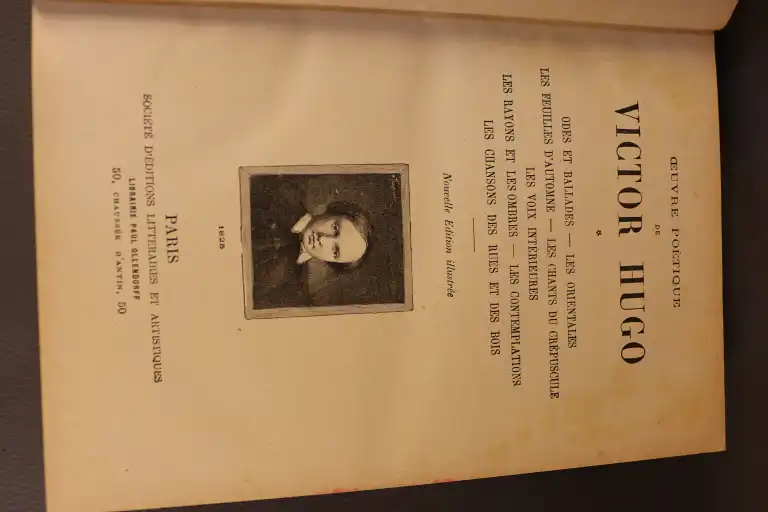 ŒUVRE POÉTIQUE
DE
VICTOR HUGO
*
ODES ET BALLADES — LES ORIENTALES
LES FEUILLES D'AUTOMNE — LES CHANTS DU CRÉPUSCULE
LES VOIX INTÉRIEURES
LES RAYONS ET LES OMBRES — LES CONTEMPLATIONS
LES CHANSONS DES RUES ET DES BOIS
Nouvelle Edition illustrée
1828
PARIS
SOCIÉTÉ D'ÉDITIONS LITTÉRAIRES ET ARTISTIQUES
LIBRAIRIE PAUL OLLENDORFF
50, CHAUSSÉE D'ANTIN, 50